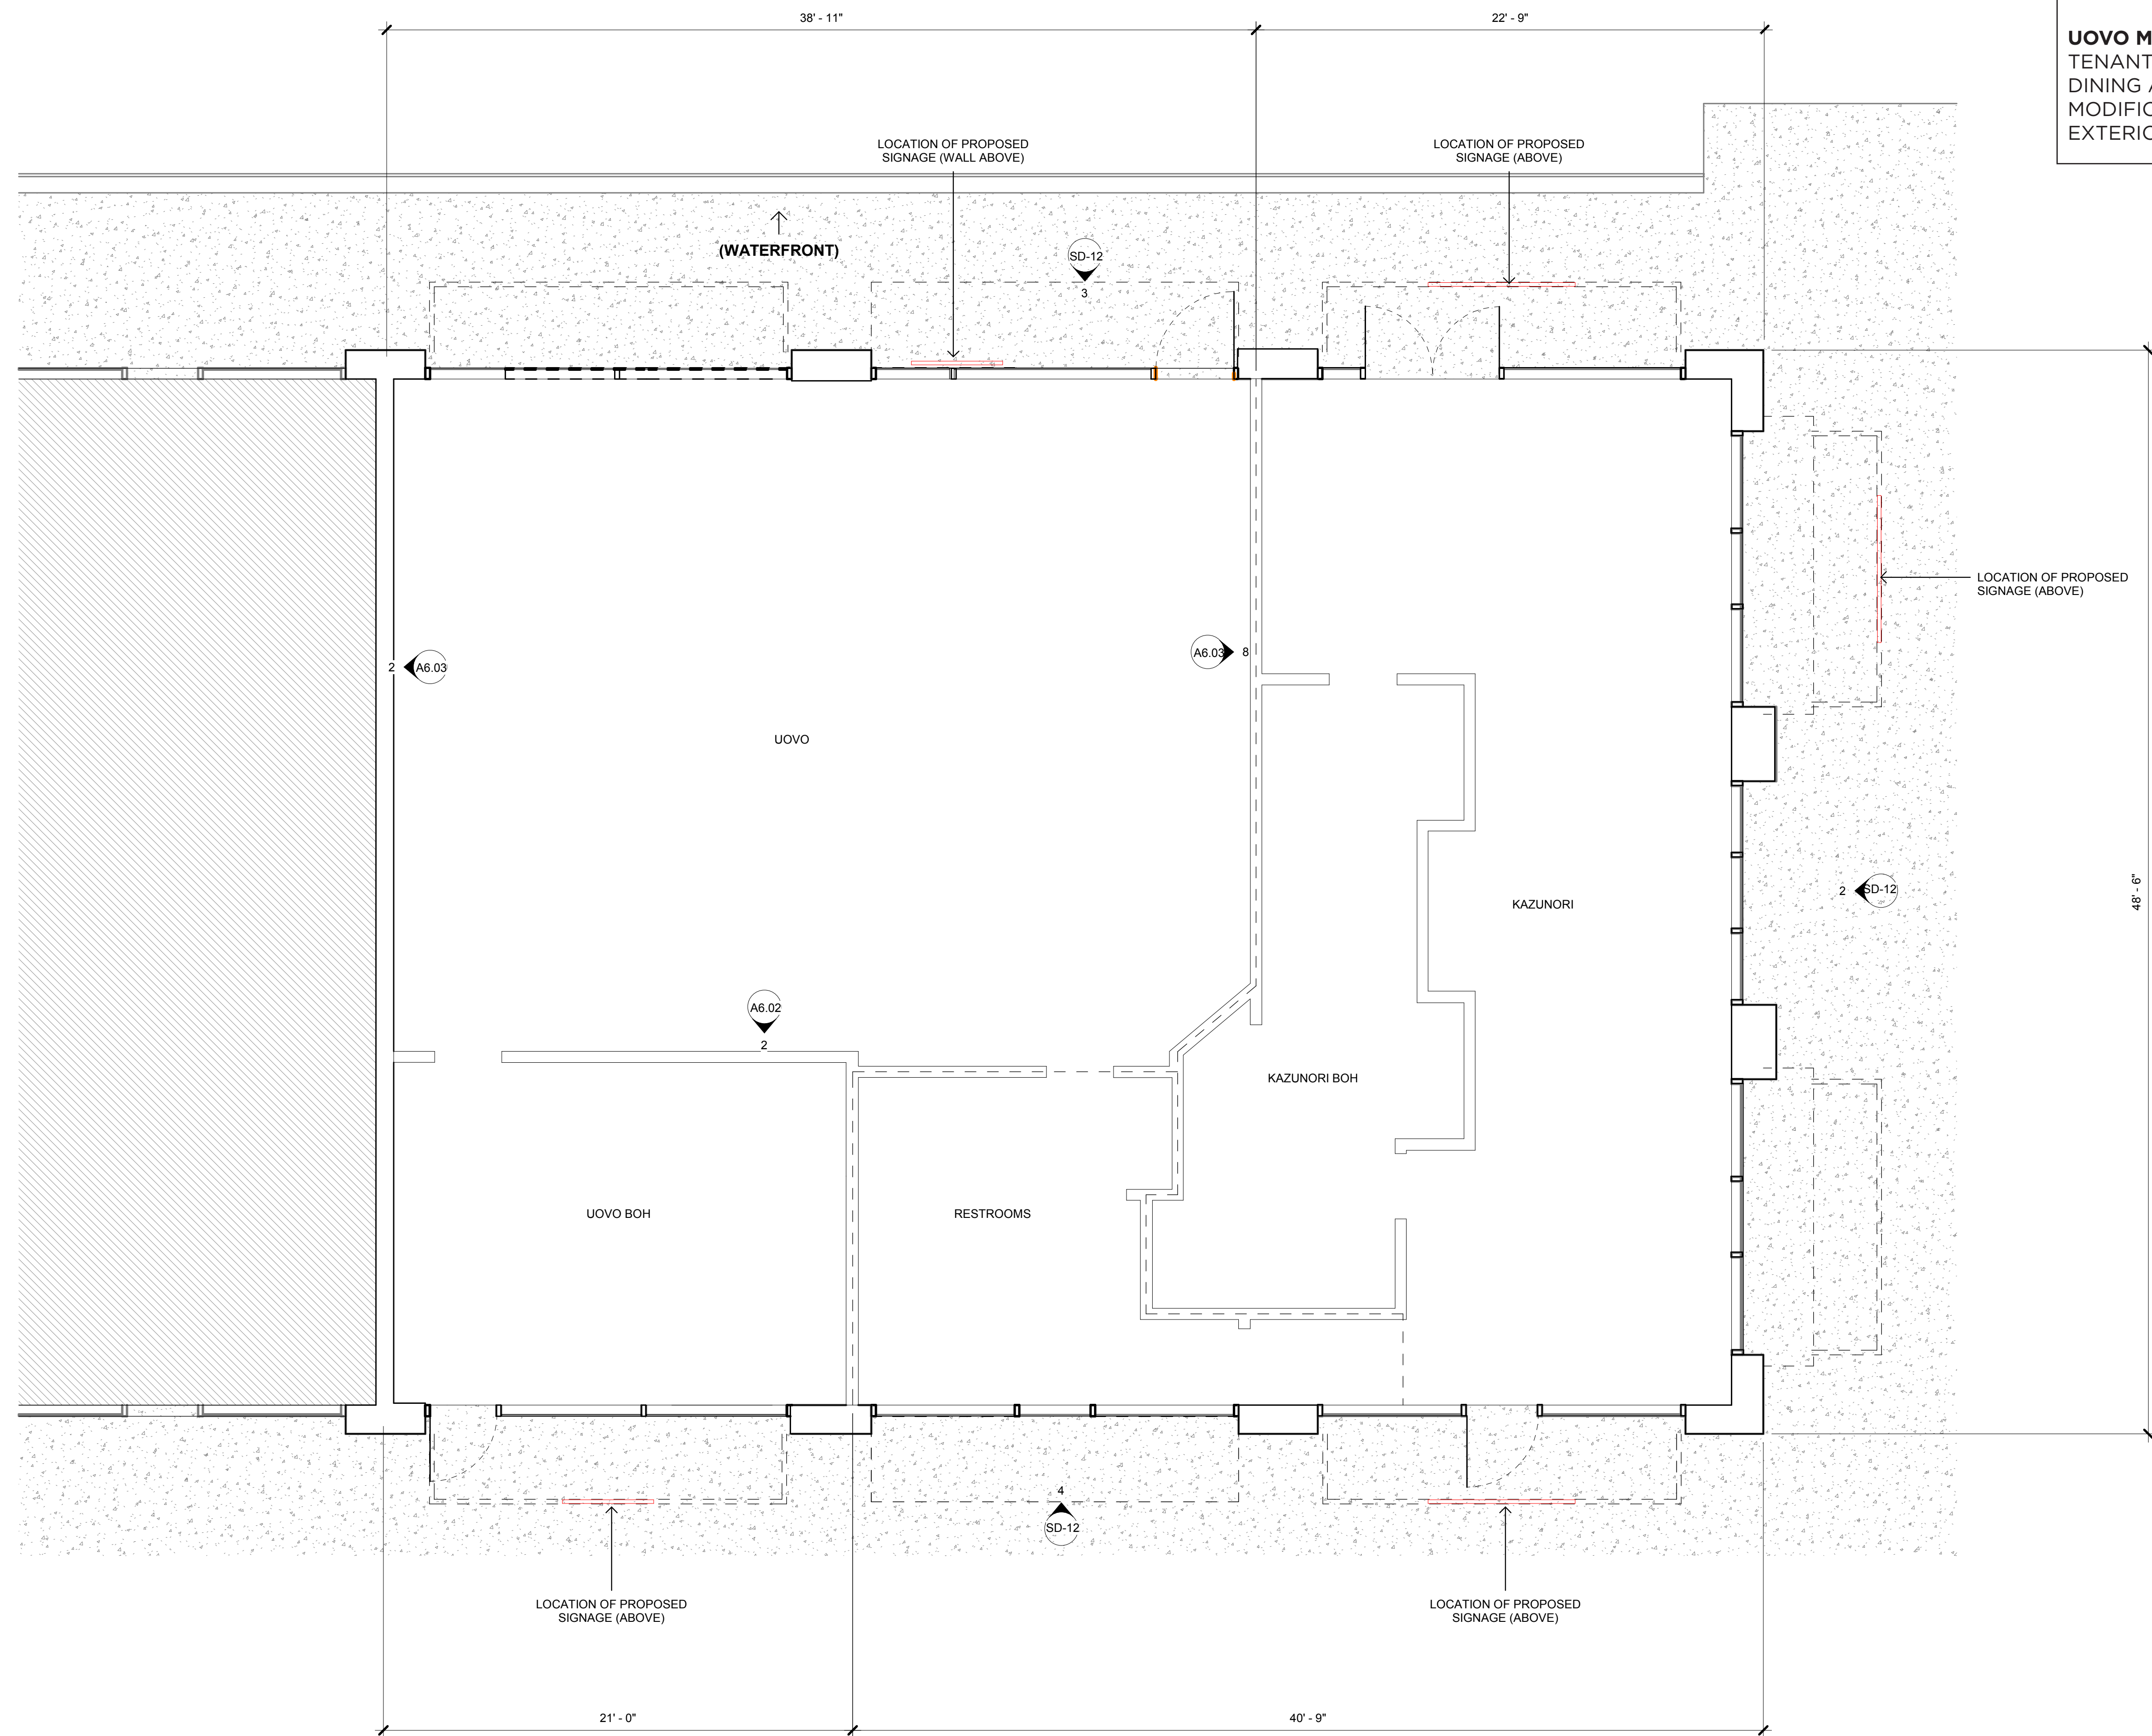 38' - 11"
22' - 9"
UOVO M
TENANT
DINING A
MODIFIC
EXTERIO
LOCATION OF PROPOSED
SIGNAGE (WALL ABOVE)
LOCATION OF PROPOSED
SIGNAGE (ABOVE)
(WATERFRONT)
SD-12
3
LOCATION OF PROPOSED
SIGNAGE (ABOVE)
2
A6.03
A6.03
8
UOVO
KAZUNORI
2
SD-12
48' - 6"
A6.02
2
KAZUNORI BOH
UOVO BOH
RESTROOMS
4
SD-12
LOCATION OF PROPOSED
SIGNAGE (ABOVE)
LOCATION OF PROPOSED
SIGNAGE (ABOVE)
21' - 0"
40' - 9"